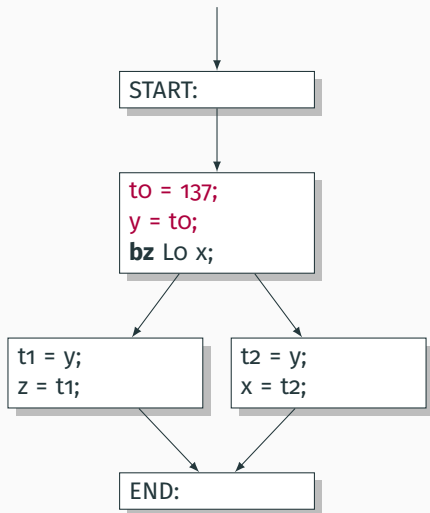 START:
t0 = 137;
y = t0;
bz L0 x;
t1 = y;
z = t1;
t2 = y;
x = t2;
END: